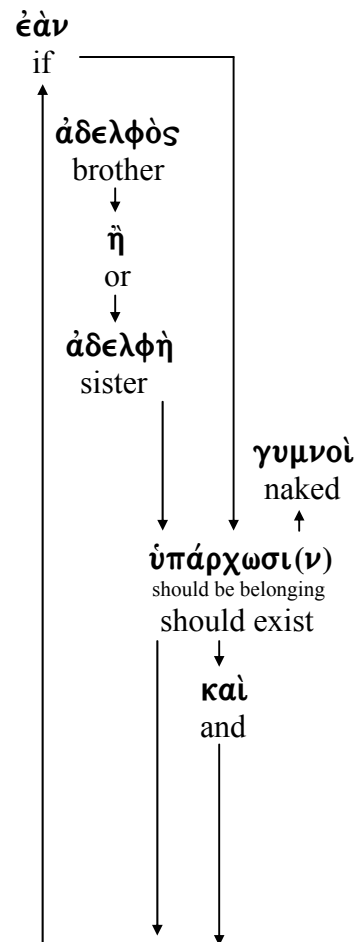 ἐὰν
if
ἀδελφὸς
brother
ἢ
or
ἀδελφὴ
sister
γυμνοὶ
naked
ὑπάρχωσι(ν)
should be belonging
should exist
καὶ
and